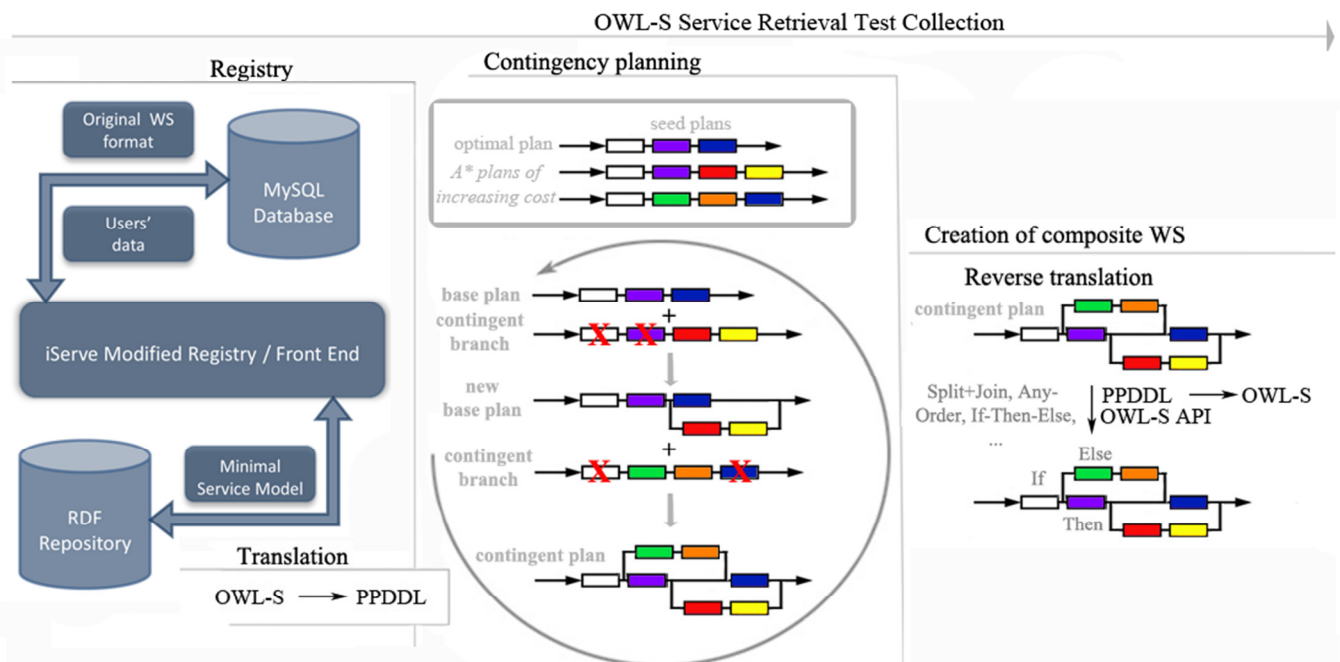 OWL-S Service Retrieval Test Collection
Registry
Original WS
format
MySQL
Database
Users'
data
iServe Modified Registry / Front End
Minimal
Service Model
RDF
Repository
Translation
OWL-S PPDDL
Contingency planning
seed plans
optimal plan
A* plans of
increasing cost
base plan
+
contingent
branch
X X
new
base plan
+
contingent
branch
X X
contingent plan
Creation of composite WS
Reverse translation
contingent plan
Split+Join, Any-
Order, If-Then-Else,
...
PPDDL OWL-S
OWL-S API
Else
If
Then